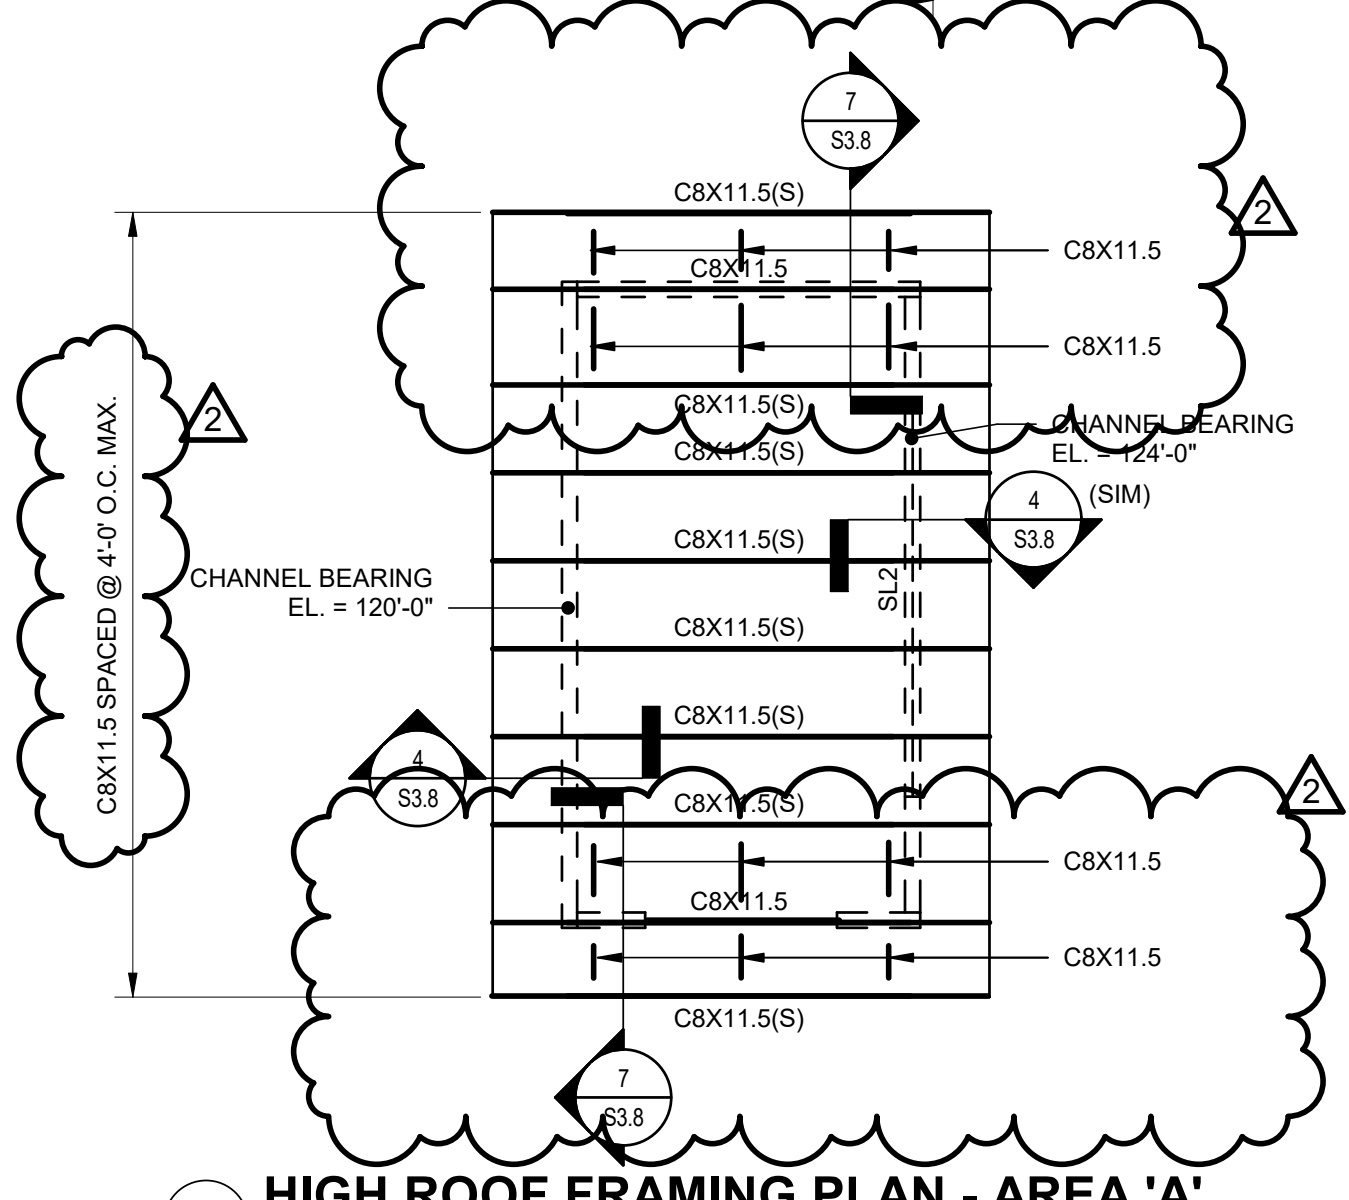 7
S3.8
C8X11.5(S)
2
C8X11.5
C8X11.5
C8X11.5
C8X11.5(S)
2
CHANNEL BEARING
EL. = 124'-0"
C8X11.5(S)
(SIM)
4
S3.8
C8X11.5(S)
C8X11.5 SPACED @ 4'-0' O.C. MAX.
CHANNEL BEARING
EL. = 120'-0"
SL2
C8X11.5(S)
C8X11.5(S)
4
S3.8
2
C8X11.5(S)
C8X11.5
C8X11.5
C8X11.5
C8X11.5(S)
7
S3.8
HIGH ROOF FRAMING PLAN - AREA 'A'